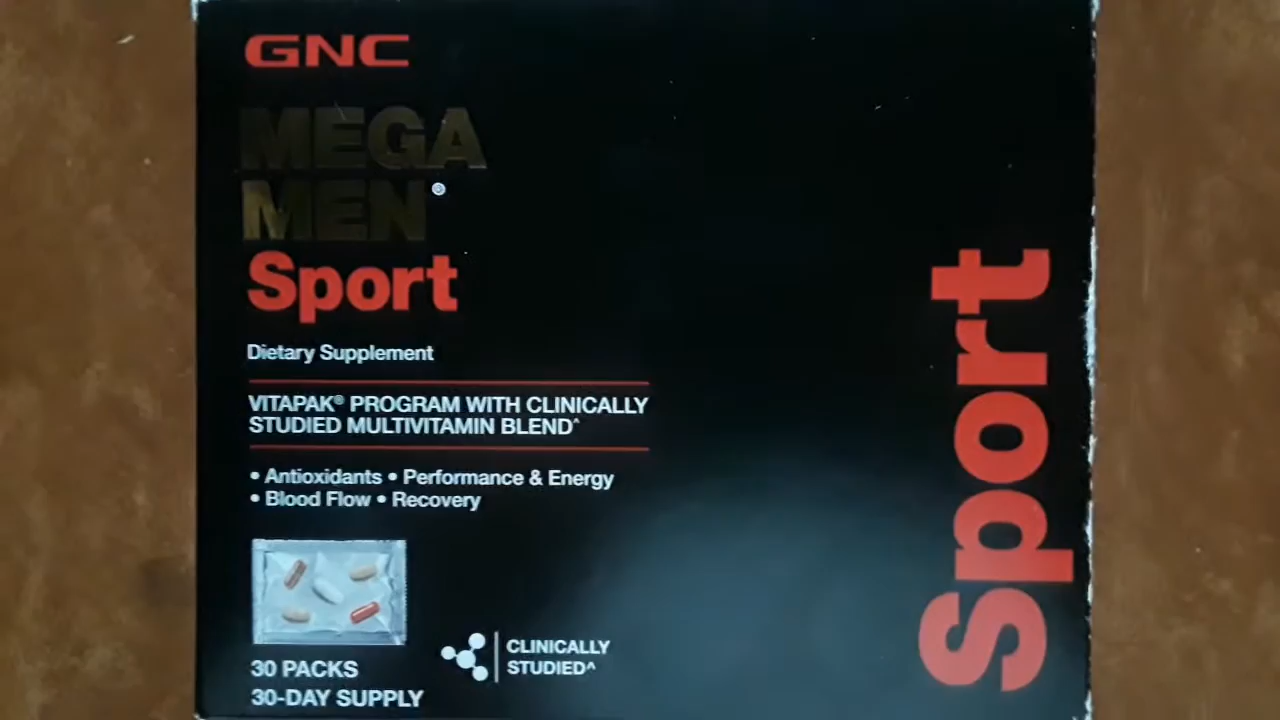 GNC
MEGA
MEN®
Sport
Dietary Supplement
VITAPAK® PROGRAM WITH CLINICALLY
STUDIED MULTIVITAMIN BLEND^
• Antioxidants • Performance & Energy
• Blood Flow • Recovery
30 PACKS
30-DAY SUPPLY
CLINICALLY
STUDIED^
Sport